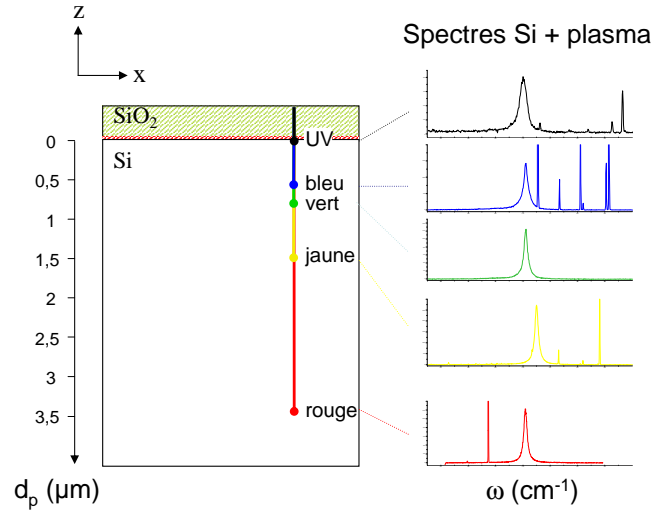 z
x
Spectres Si + plasma
SiO2
Si
UV
bleu
vert
jaune
rouge
0
0,5
1
1,5
2
2,5
3
3,5
dp (µm)
ω (cm-1)